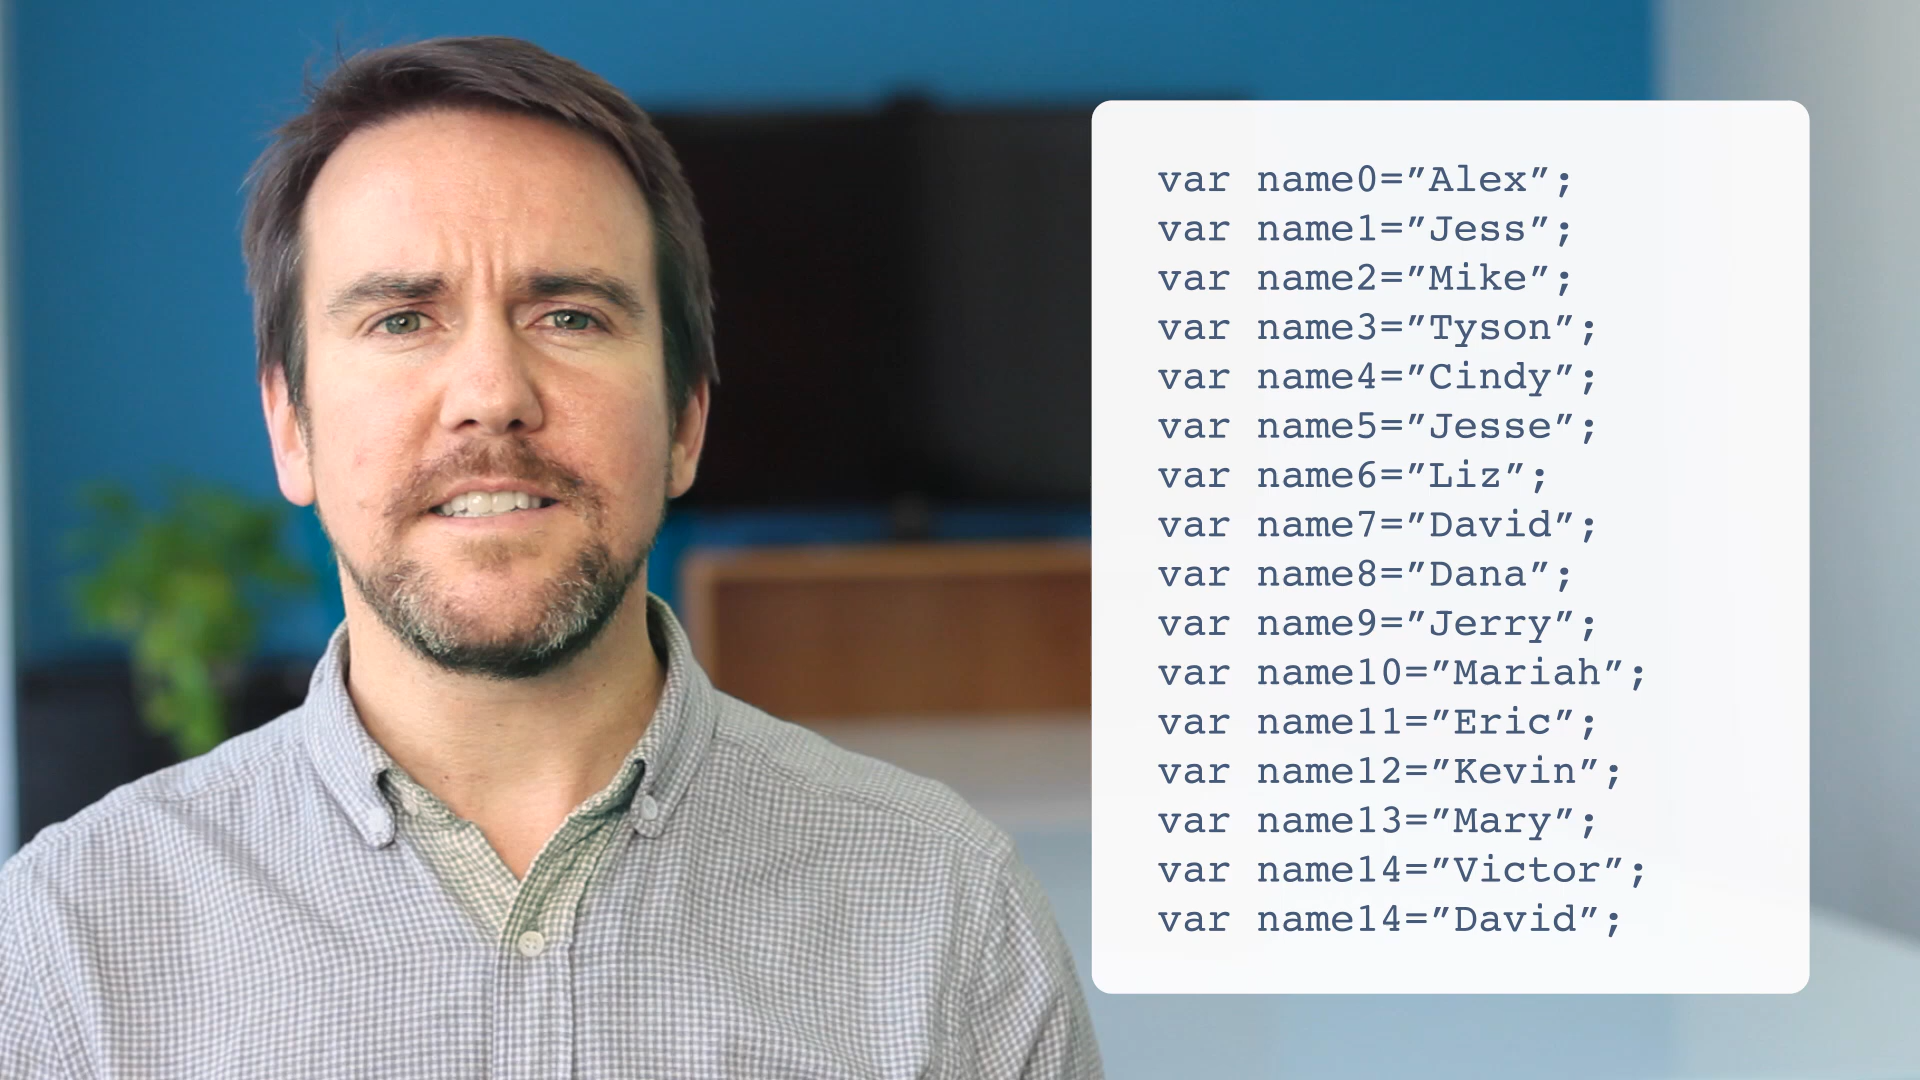 var name0=”Alex”;
var name1=”Jess”;
var name2=”Mike”;
var name3=”Tyson”;
var name4=”Cindy”;
var name5=”Jesse”;
var name6=”Liz”;
var name7=”David”;
var name8=”Dana”;
var name9=”Jerry”;
var name10=”Mariah”;
var name11=”Eric”;
var name12=”Kevin”;
var name13=”Mary”;
var name14=”Victor”;
var name14=”David”;